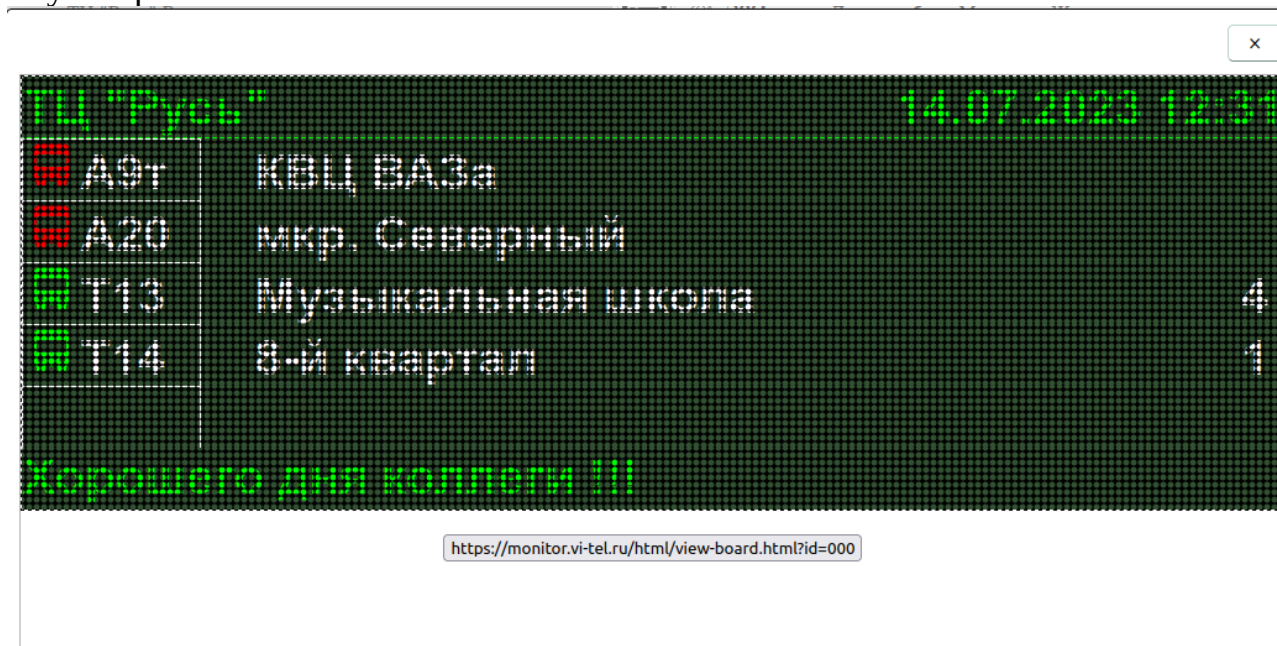 ×
ТЦ "Русь" 14.07.2023 12:31
А9т КВЦ ВАЗа
А20 мкр. Северный
Т13 Музыкальная школа 4
Т14 8-й квартал 1
Хорошего дня коллеги !!!
https://monitor.vi-tel.ru/html/view-board.html?id=000